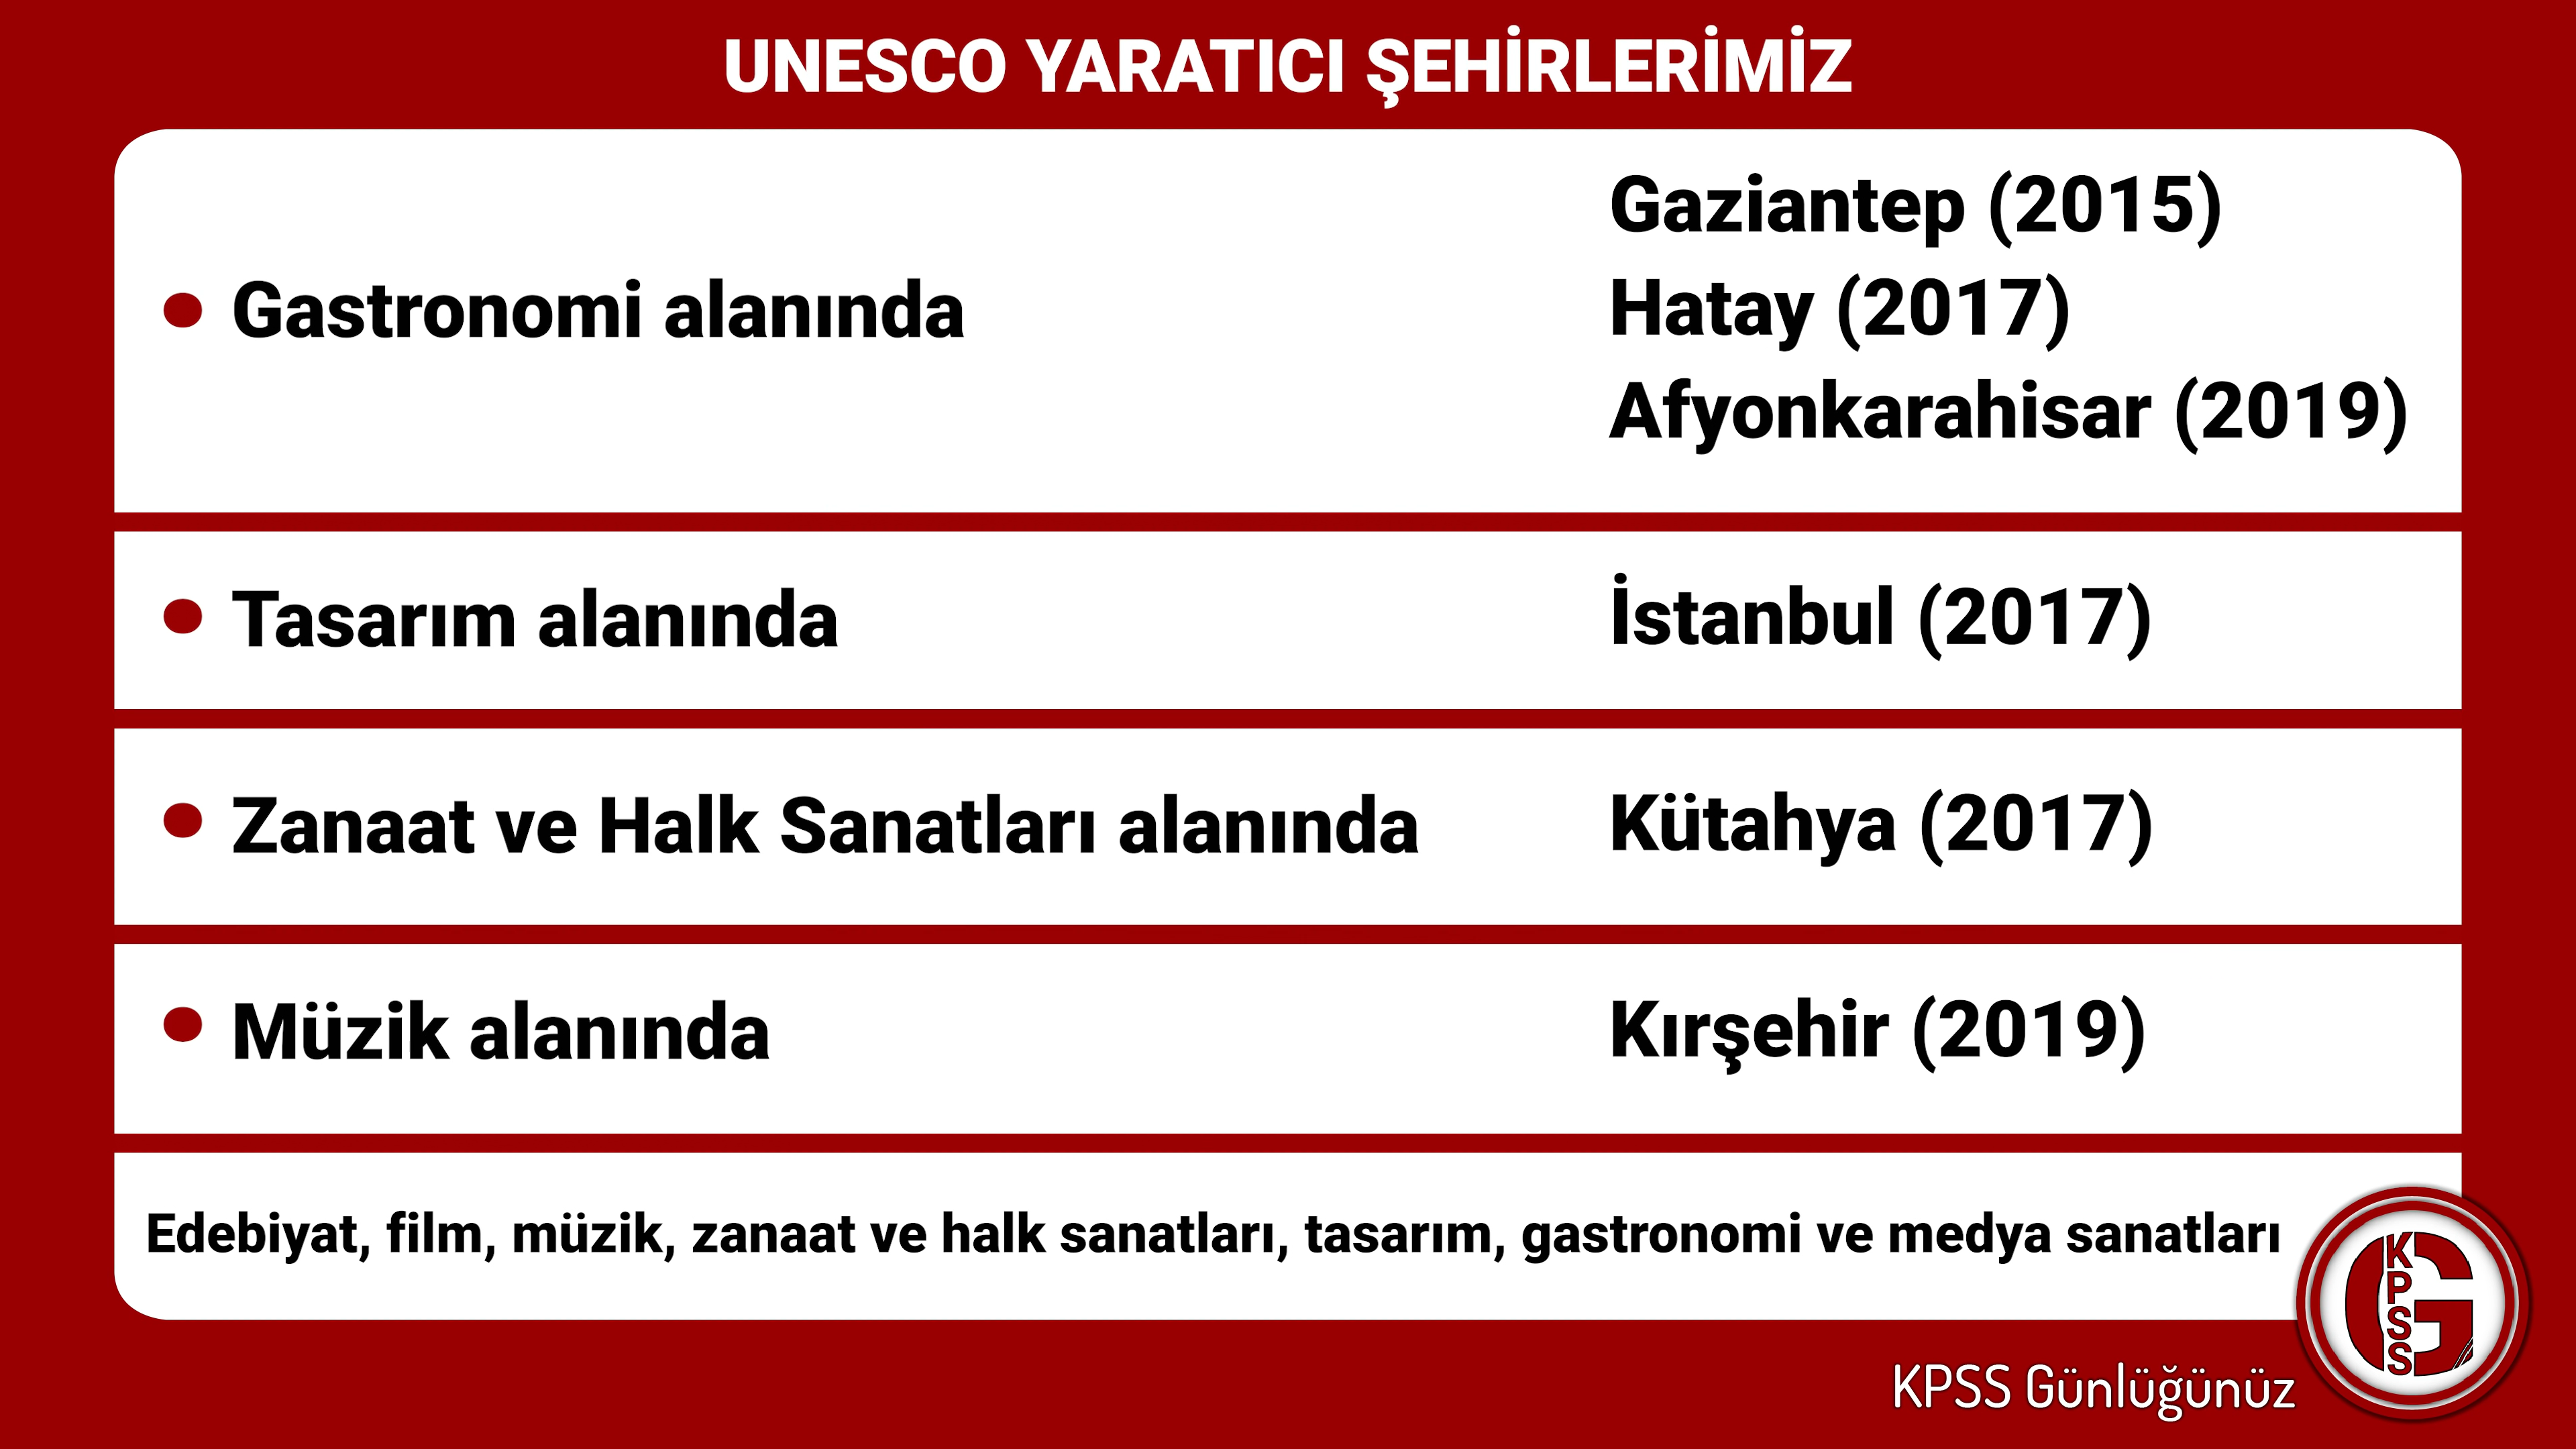 UNESCO YARATICI ŞEHİRLERİMİZ
Gastronomi alanında
Gaziantep (2015)
Hatay (2017)
Afyonkarahisar (2019)
Tasarım alanında
İstanbul (2017)
Zanaat ve Halk Sanatları alanında
Kütahya (2017)
Müzik alanında
Kırşehir (2019)
Edebiyat, film, müzik, zanaat ve halk sanatları, tasarım, gastronomi ve medya sanatları
KPSS Günlüğünüz
G KPSS